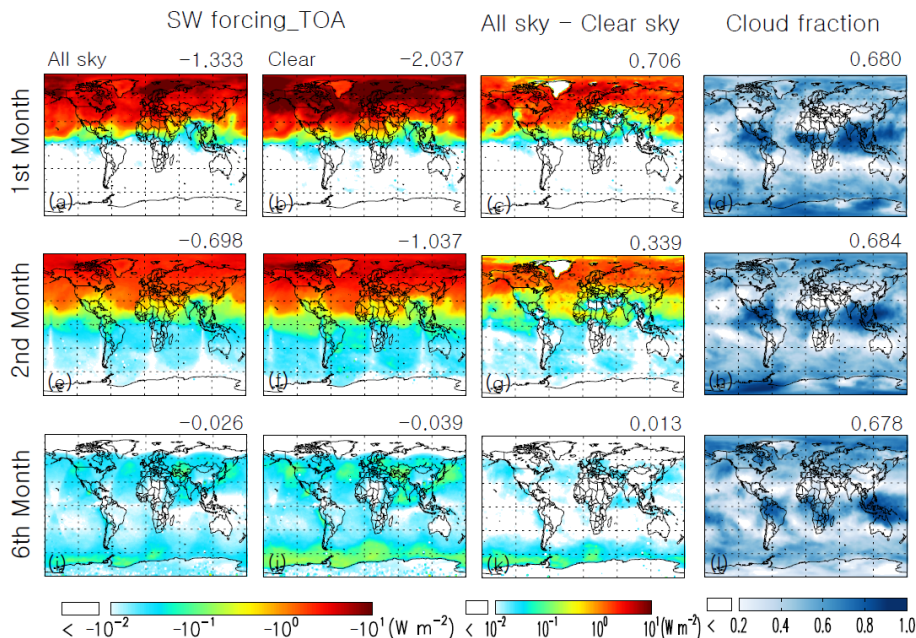 SW forcing_TOA All sky − Clear sky Cloud fraction
All sky −1.333 Clear −2.037 0.706 0.680
1st Month
(a) (b) (c) (d)
−0.698 −1.037 0.339 0.684
2nd Month
(e) (f) (g) (h)
−0.026 −0.039 0.013 0.678
6th Month
(i) (j) (k) (l)
< −10⁻² −10⁻¹ −10⁰ −10¹ (W m⁻²) < 10⁻² 10⁻¹ 10⁰ 10¹ (W m⁻²) < 0.2 0.4 0.6 0.8 1.0